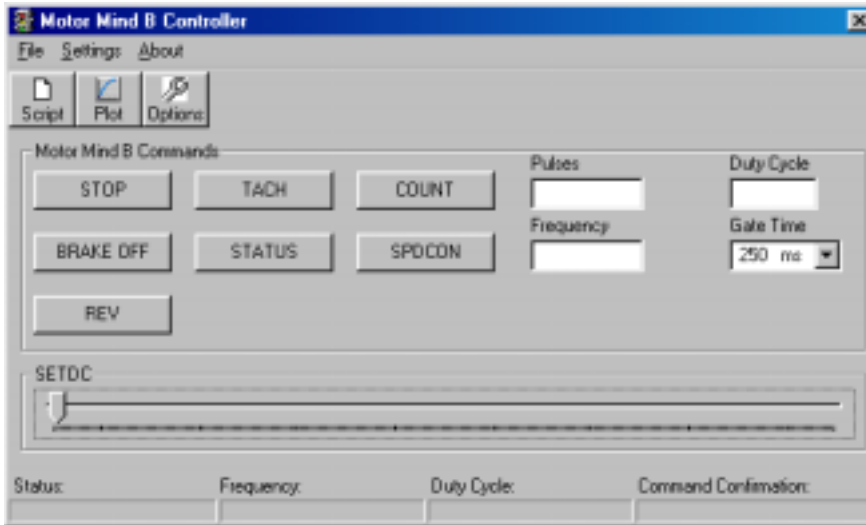 Motor Mind B Controller
File Settings About
Script Plot Options
Motor Mind B Commands
Pulses Duty Cycle
STOP TACH COUNT
Frequency Gate Time
BRAKE OFF STATUS SPDCON 250 ms
REV
SETDC
Status: Frequency: Duty Cycle: Command Confirmation: